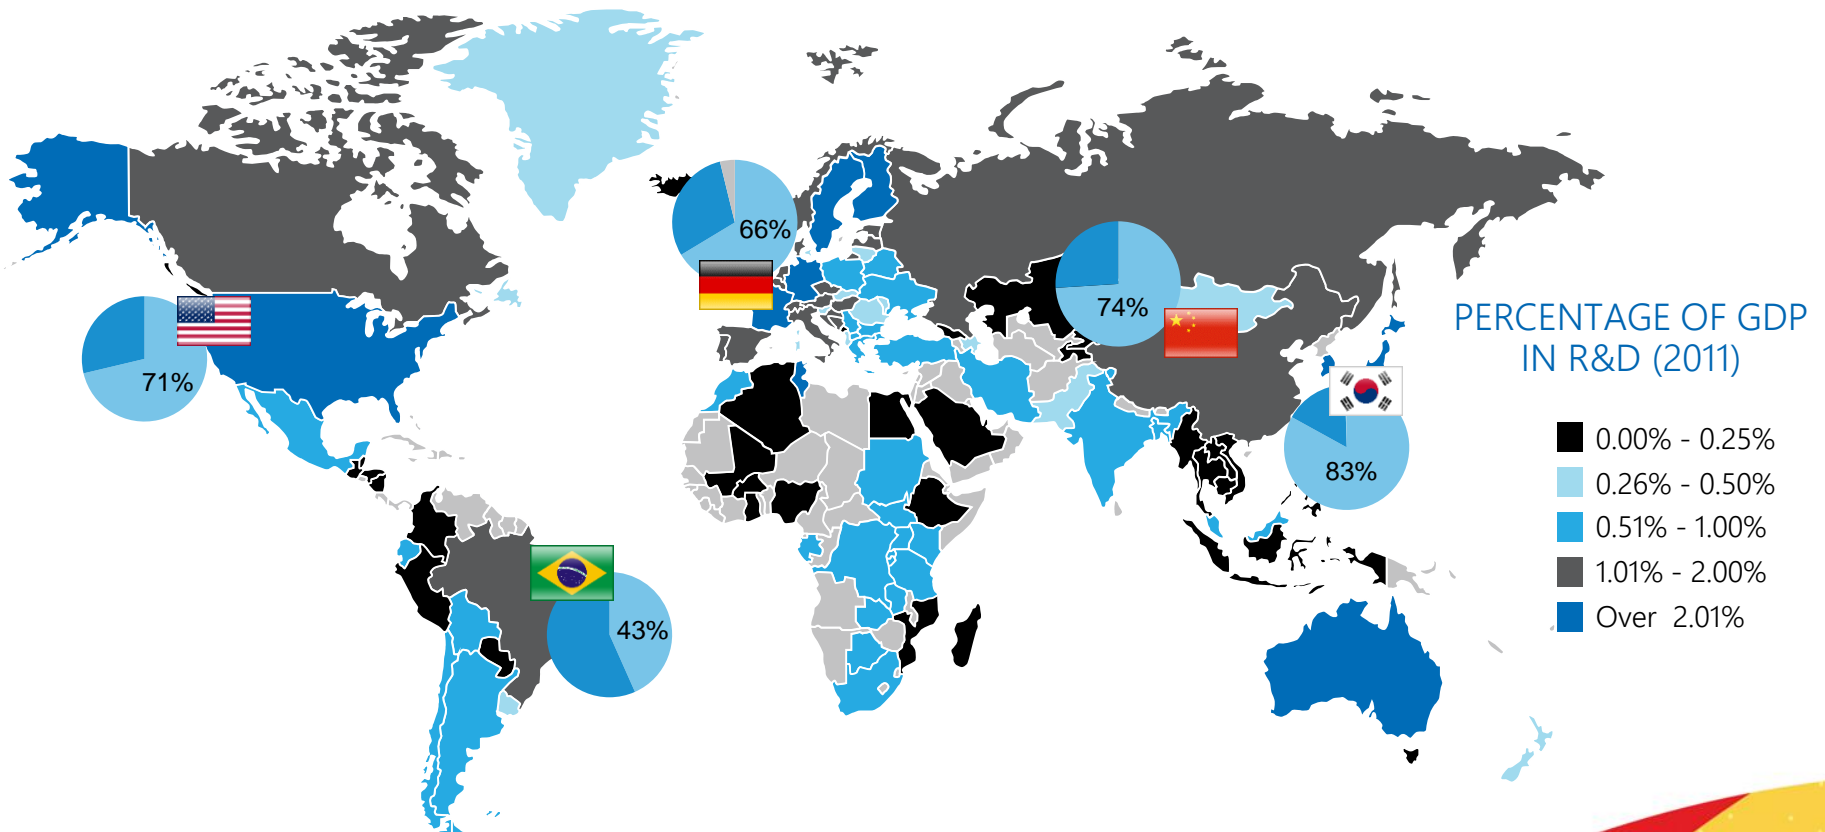 66%
74%
PERCENTAGE OF GDP
IN R&D (2011)
71%
0.00% - 0.25%
83%
0.26% - 0.50%
0.51% - 1.00%
1.01% - 2.00%
43%
Over 2.01%